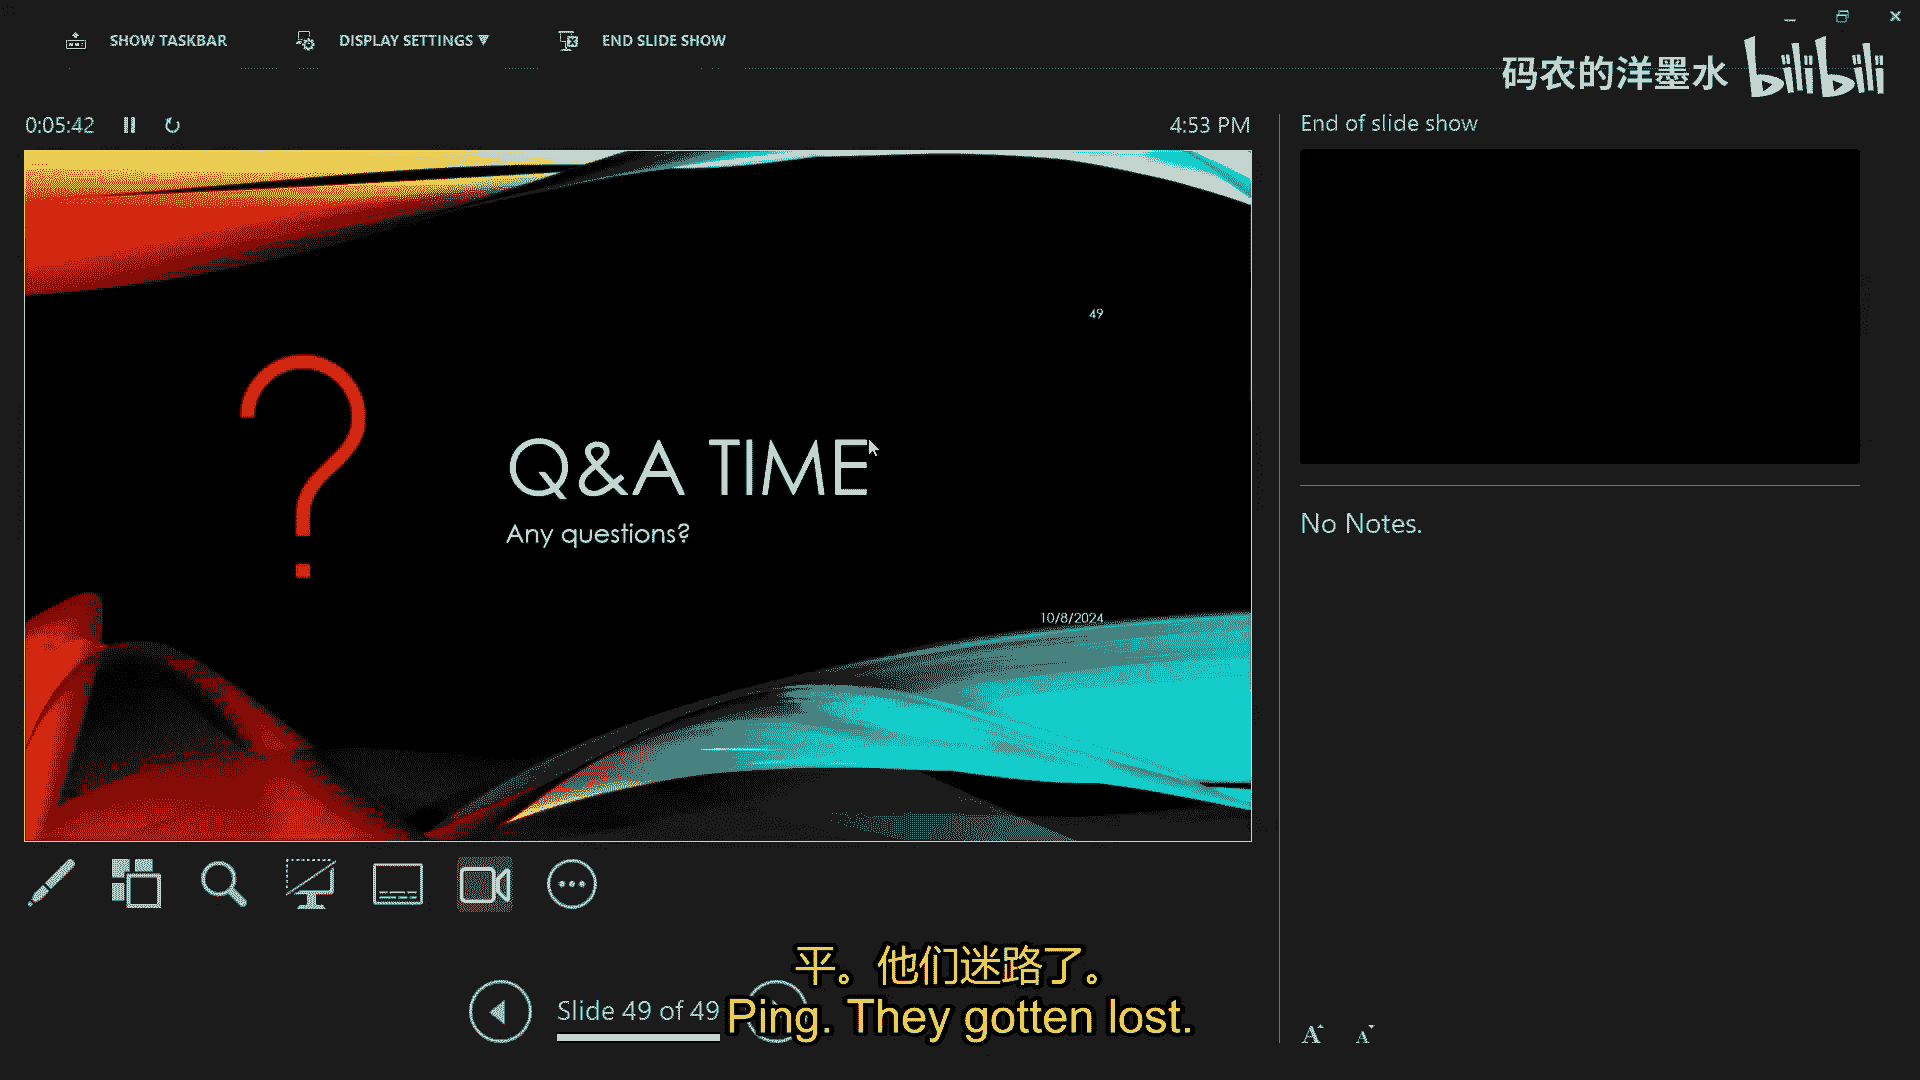 SHOW TASKBAR
DISPLAY SETTINGS ▼
END SLIDE SHOW
码农的洋墨水 bilibili
0:05:42
4:53 PM
End of slide show
49
Q&A TIME
Any questions?
10/8/2024
No Notes.
平。他们迷路了。
Slide 49 of 49
Ping. They gotten lost.
A A